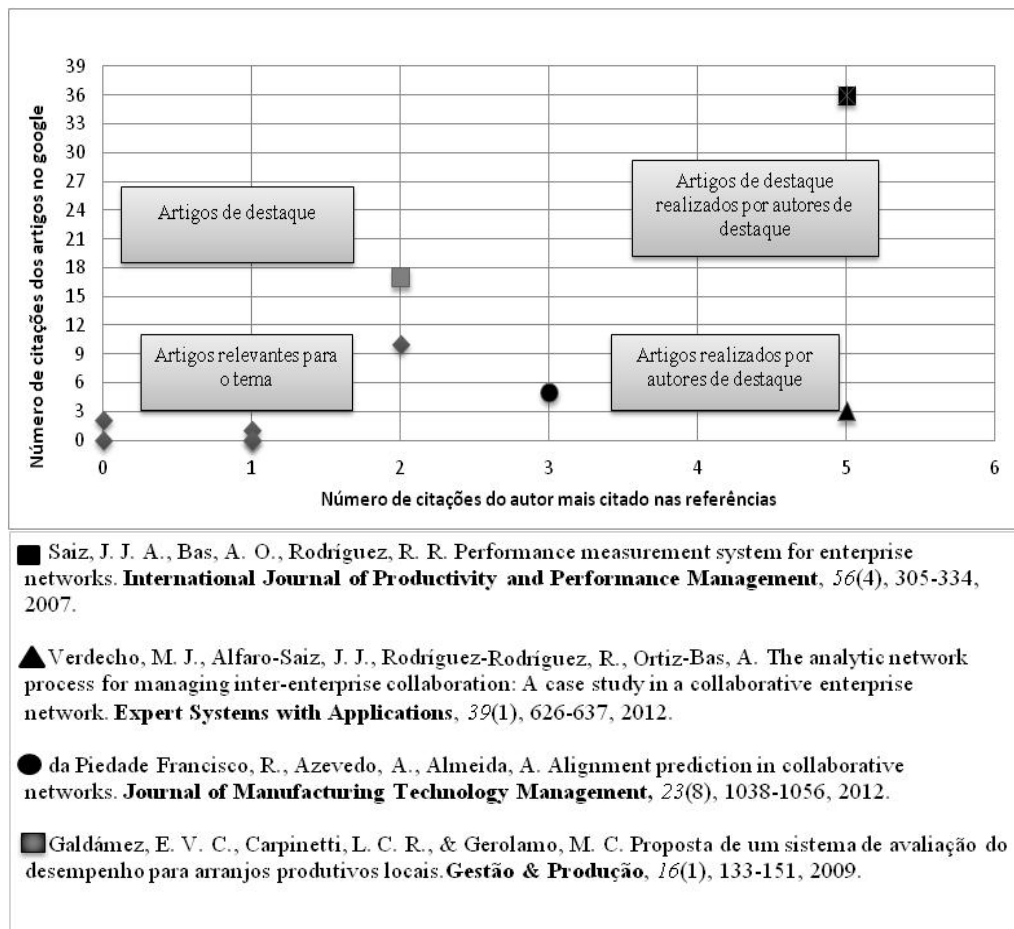 Número de citações dos artigos no google
39
36
33
30
27
24
21
18
15
12
9
6
3
0
Artigos de destaque
Artigos de destaque
realizados por autores de
destaque
Artigos relevantes para
o tema
Artigos realizados por
autores de destaque
0 1 2 3 4 5 6
Número de citações do autor mais citado nas referências
Saiz, J. J. A., Bas, A. O., Rodríguez, R. R. Performance measurement system for enterprise
networks. International Journal of Productivity and Performance Management, 56(4), 305-334,
2007.
Verdecho, M. J., Alfaro-Saiz, J. J., Rodríguez-Rodríguez, R., Ortiz-Bas, A. The analytic network
process for managing inter-enterprise collaboration: A case study in a collaborative enterprise
network. Expert Systems with Applications, 39(1), 626-637, 2012.
da Piedade Francisco, R., Azevedo, A., Almeida, A. Alignment prediction in collaborative
networks. Journal of Manufacturing Technology Management, 23(8), 1038-1056, 2012.
Galdámez, E. V. C., Carpinetti, L. C. R., & Gerolamo, M. C. Proposta de um sistema de avaliação do
desempenho para arranjos produtivos locais. Gestão & Produção, 16(1), 133-151, 2009.